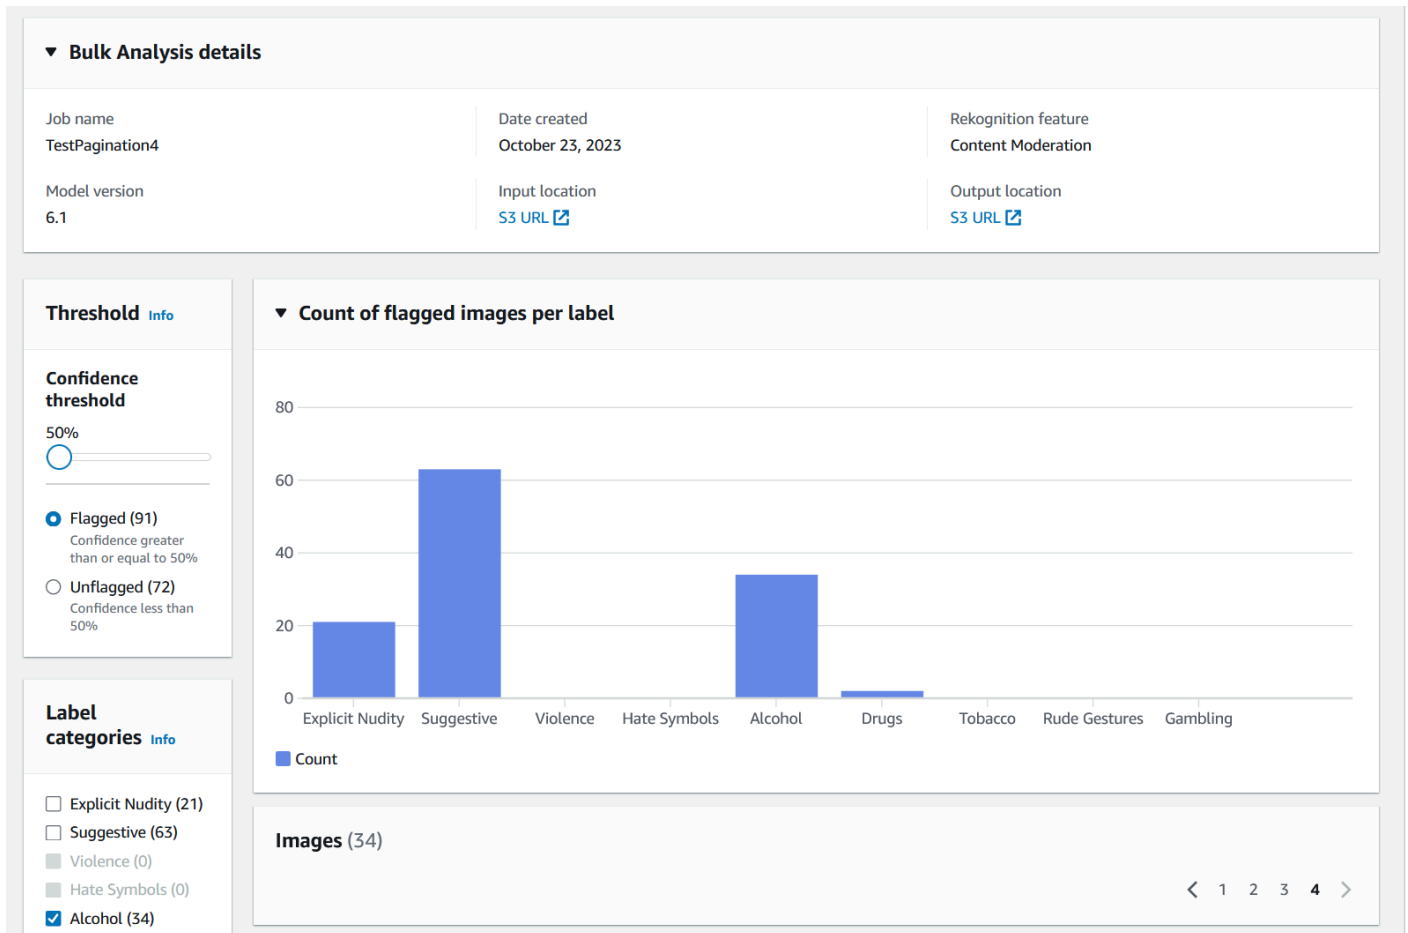 Bulk Analysis details
Job name
TestPagination4
Date created
October 23, 2023
Rekognition feature
Content Moderation
Model version
6.1
Input location
S3 URL
Output location
S3 URL
Threshold Info
Confidence
threshold
50%
Flagged (91)
Confidence greater
than or equal to 50%
Unflagged (72)
Confidence less than
50%
Label
categories Info
Explicit Nudity (21)
Suggestive (63)
Violence (0)
Hate Symbols (0)
Alcohol (34)
Count of flagged images per label
80
60
40
20
0
Explicit Nudity Suggestive Violence Hate Symbols Alcohol Drugs Tobacco Rude Gestures Gambling
Count
Images (34)
1 2 3 4